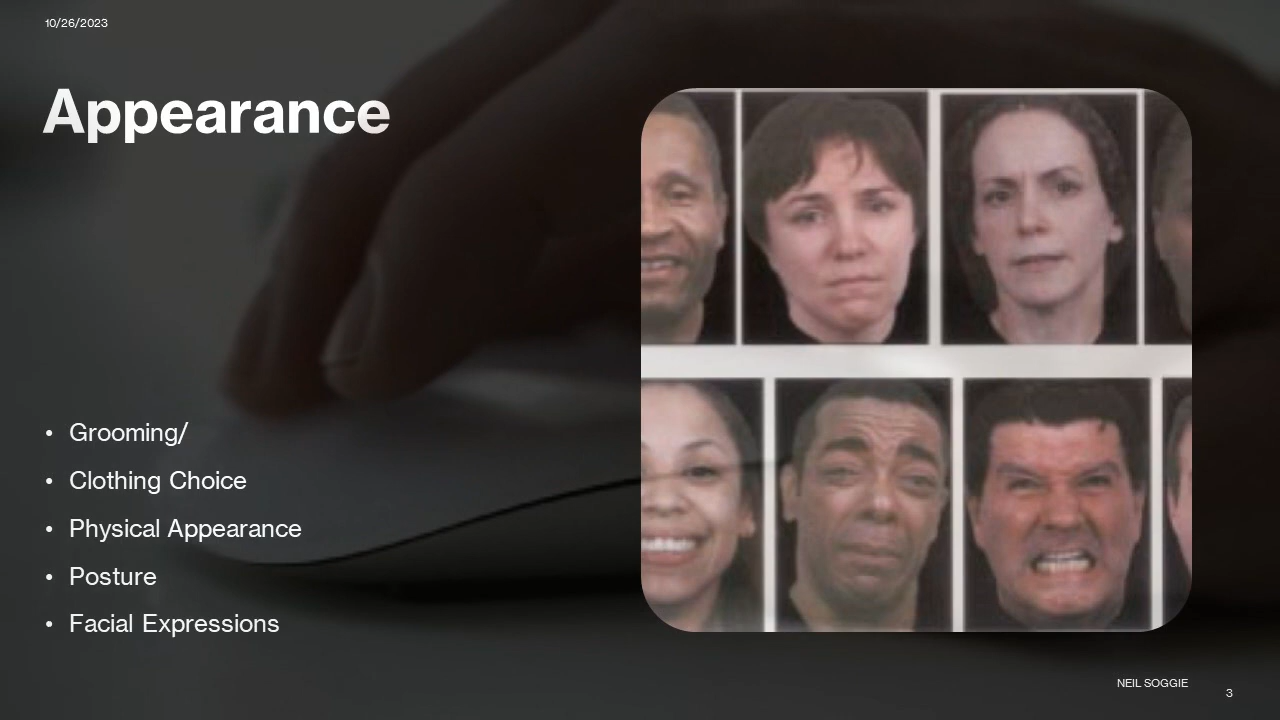 10/26/2023
Appearance
• Grooming/
• Clothing Choice
• Physical Appearance
• Posture
• Facial Expressions
NEIL SOGGIE
3